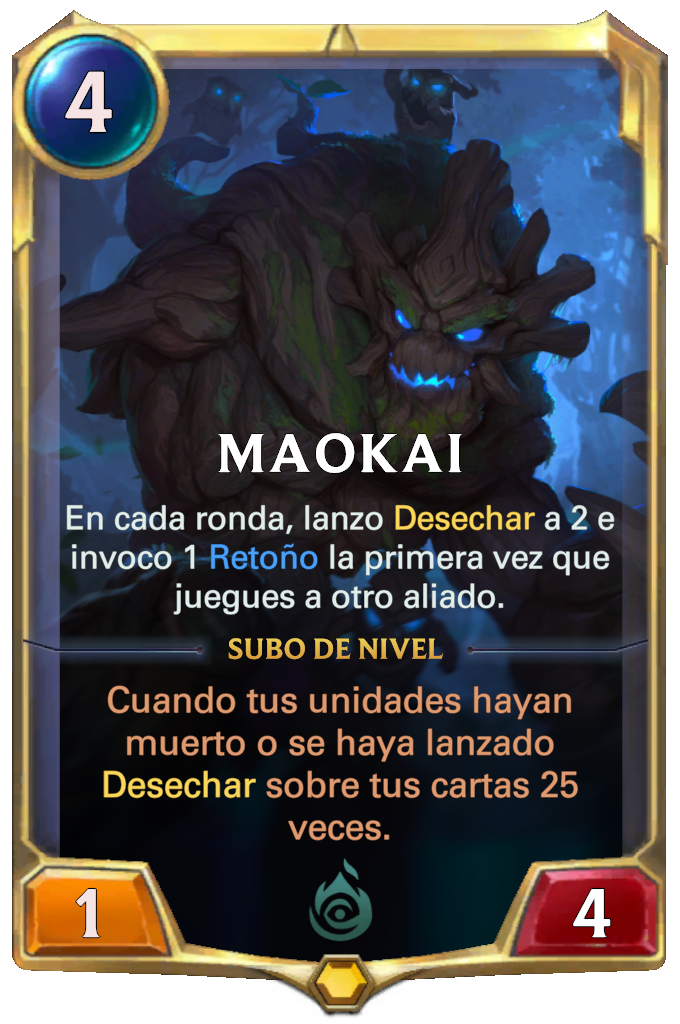 4
MAOKAI
En cada ronda, lanzo Desechar a 2 e
invoco 1 Retoño la primera vez que
juegues a otro aliado.
SUBO DE NIVEL
Cuando tus unidades hayan
muerto o se haya lanzado
Desechar sobre tus cartas 25
veces.
1
4